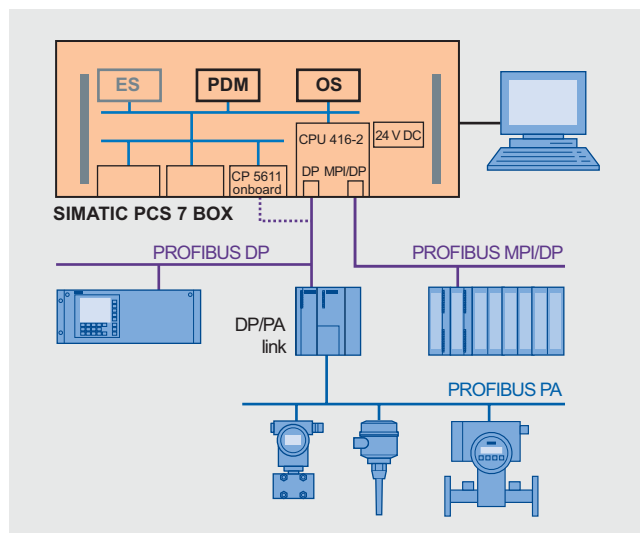 ES
PDM
OS
CPU 416-2
24 V DC
CP 5611
onboard
DP MPI/DP
SIMATIC PCS 7 BOX
PROFIBUS DP
PROFIBUS MPI/DP
DP/PA
link
PROFIBUS PA